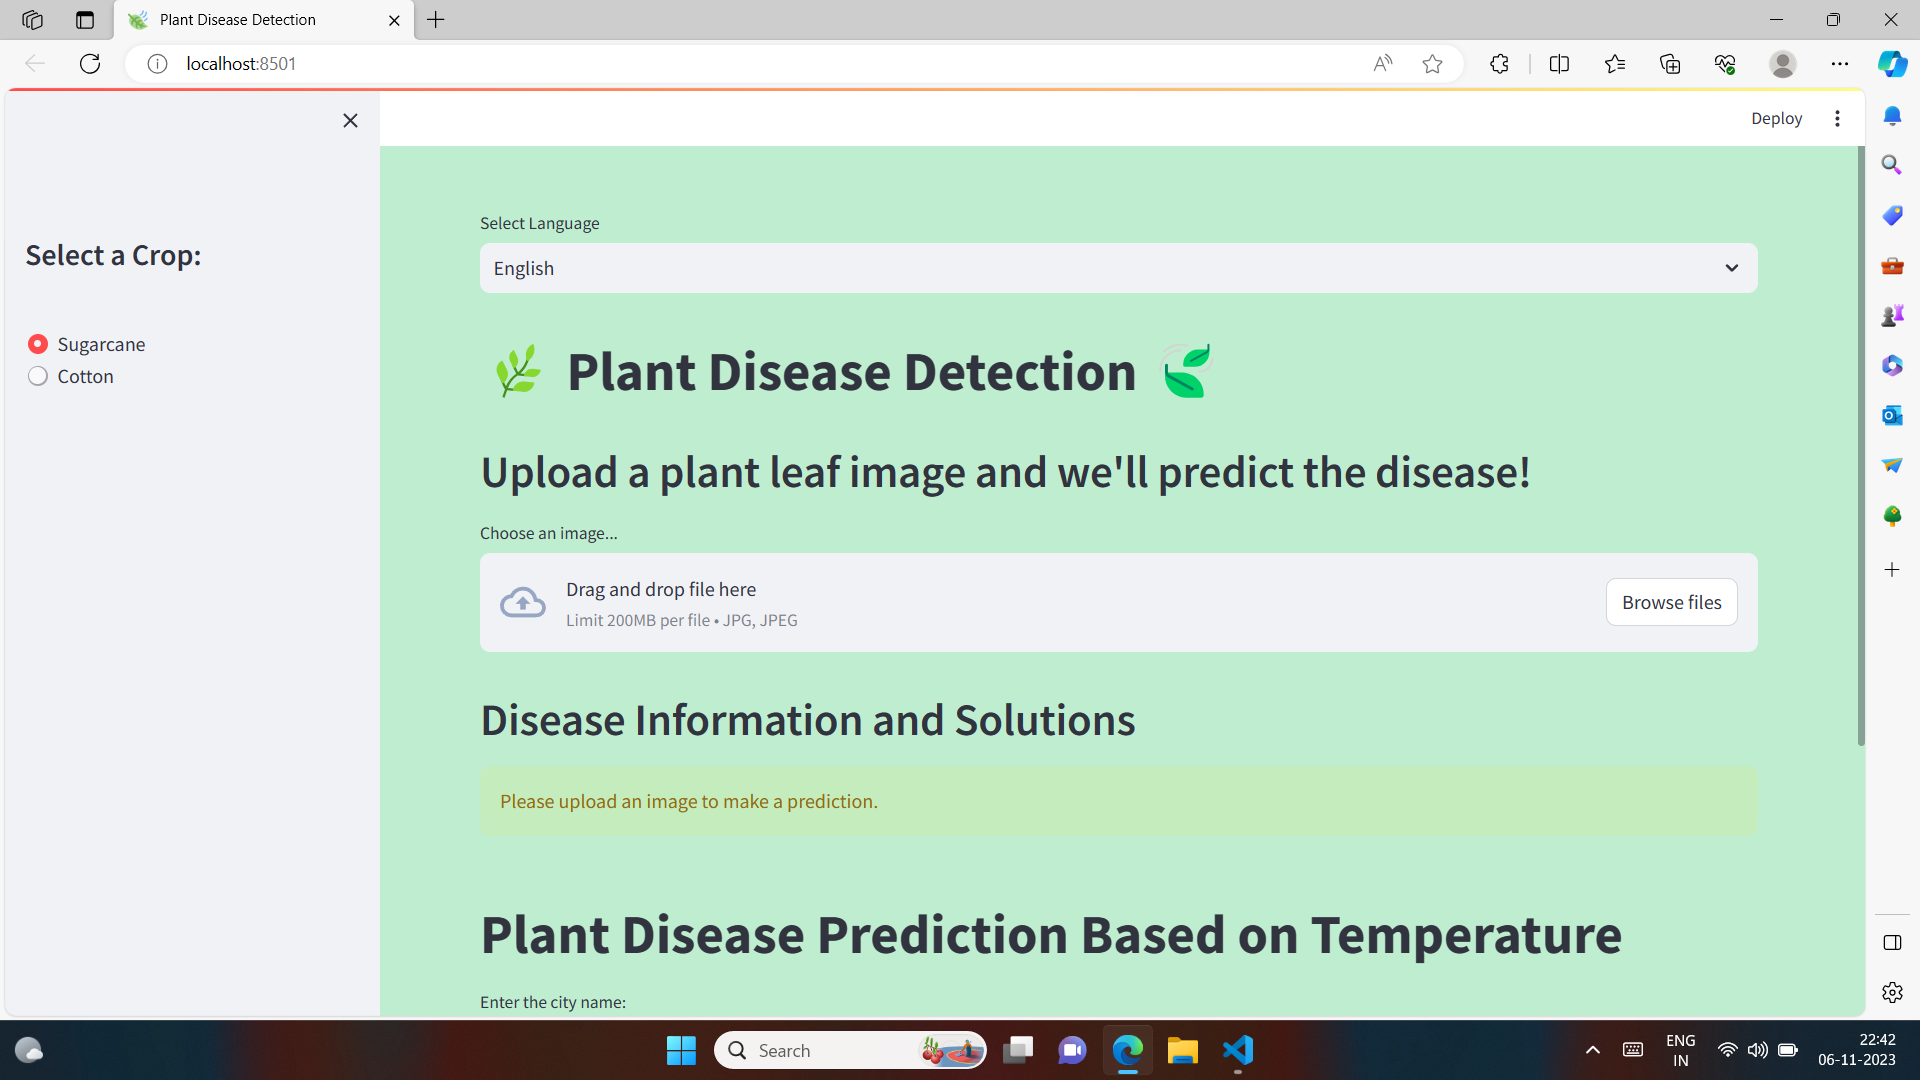 Plant Disease Detection
localhost:8501
Deploy
Select a Crop:
Sugarcane
Cotton
Select Language
English
Plant Disease Detection
Upload a plant leaf image and we'll predict the disease!
Choose an image...
Drag and drop file here
Limit 200MB per file • JPG, JPEG
Browse files
Disease Information and Solutions
Please upload an image to make a prediction.
Plant Disease Prediction Based on Temperature
Enter the city name:
Search
ENG
IN
22:42
06-11-2023